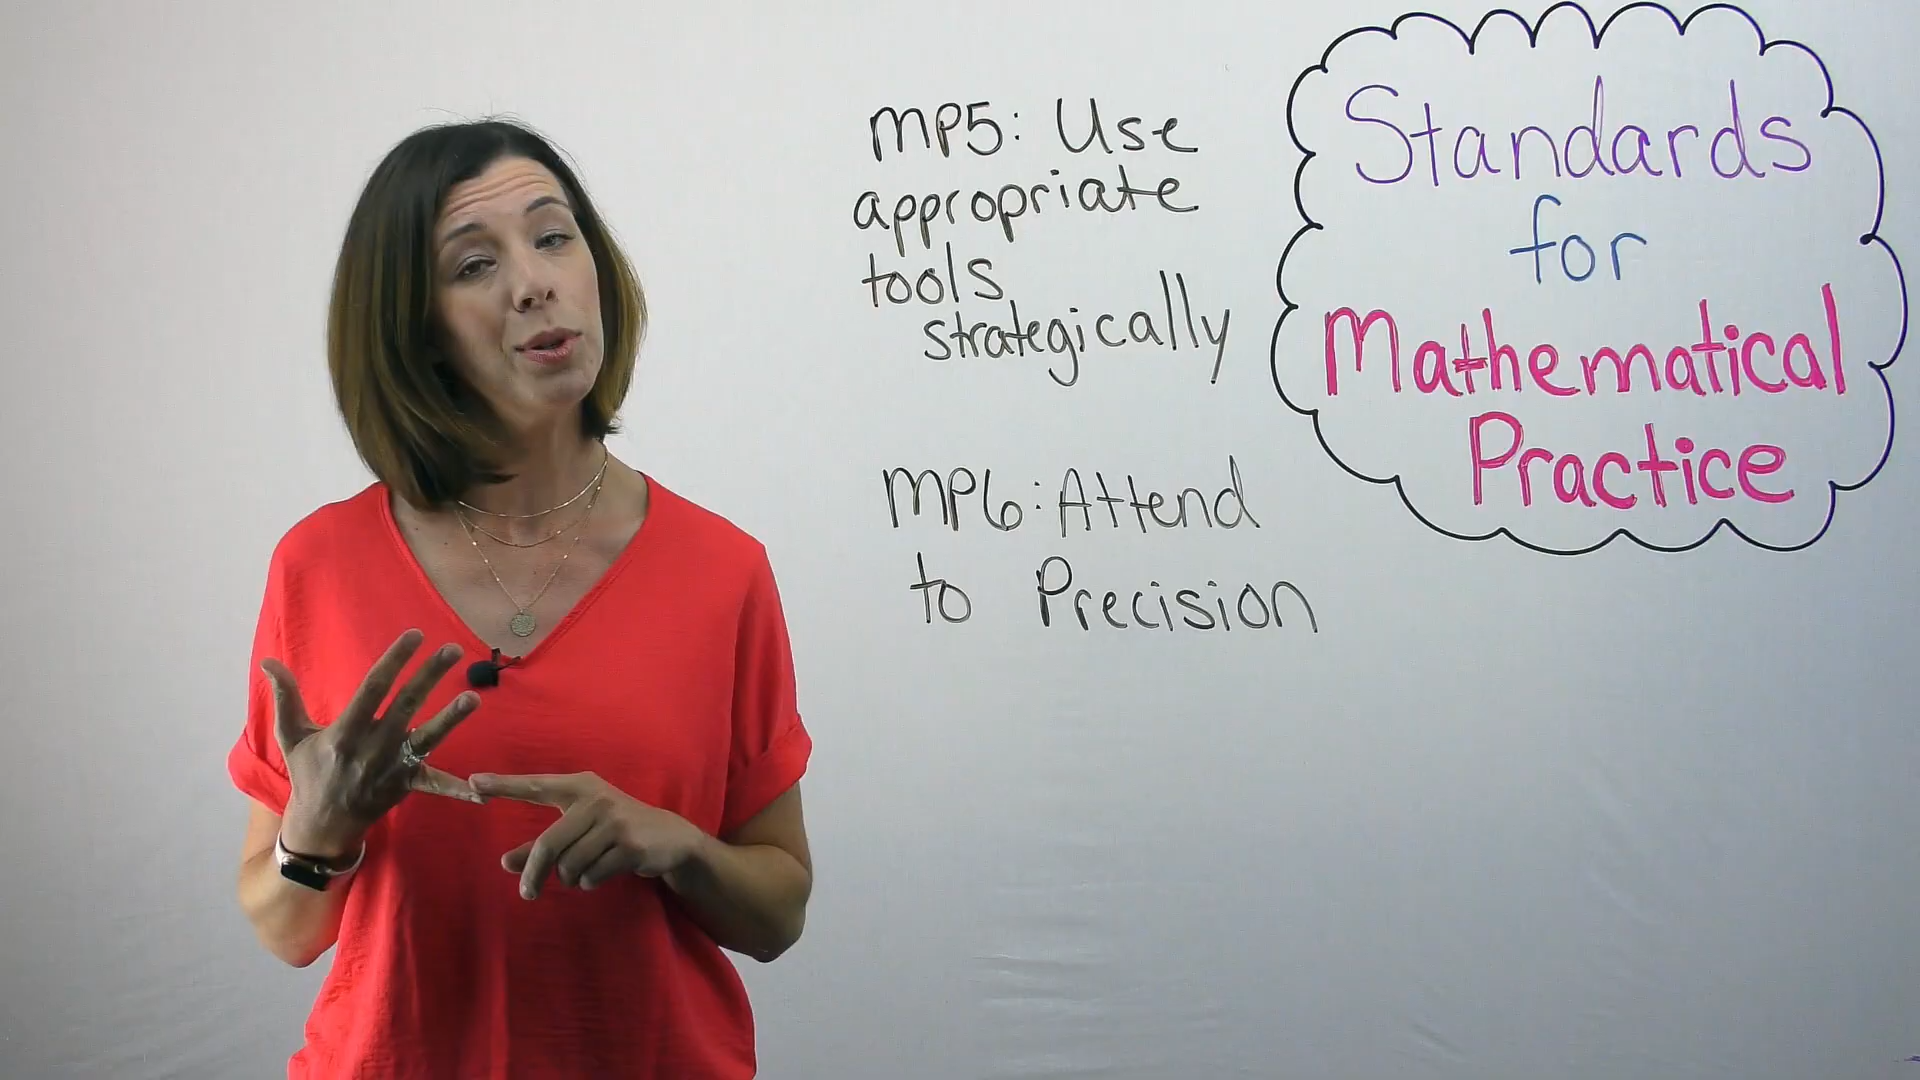 MP5: Use
appropriate
tools
strategically
MP6: Attend
to Precision
Standards
for
Mathematical
Practice